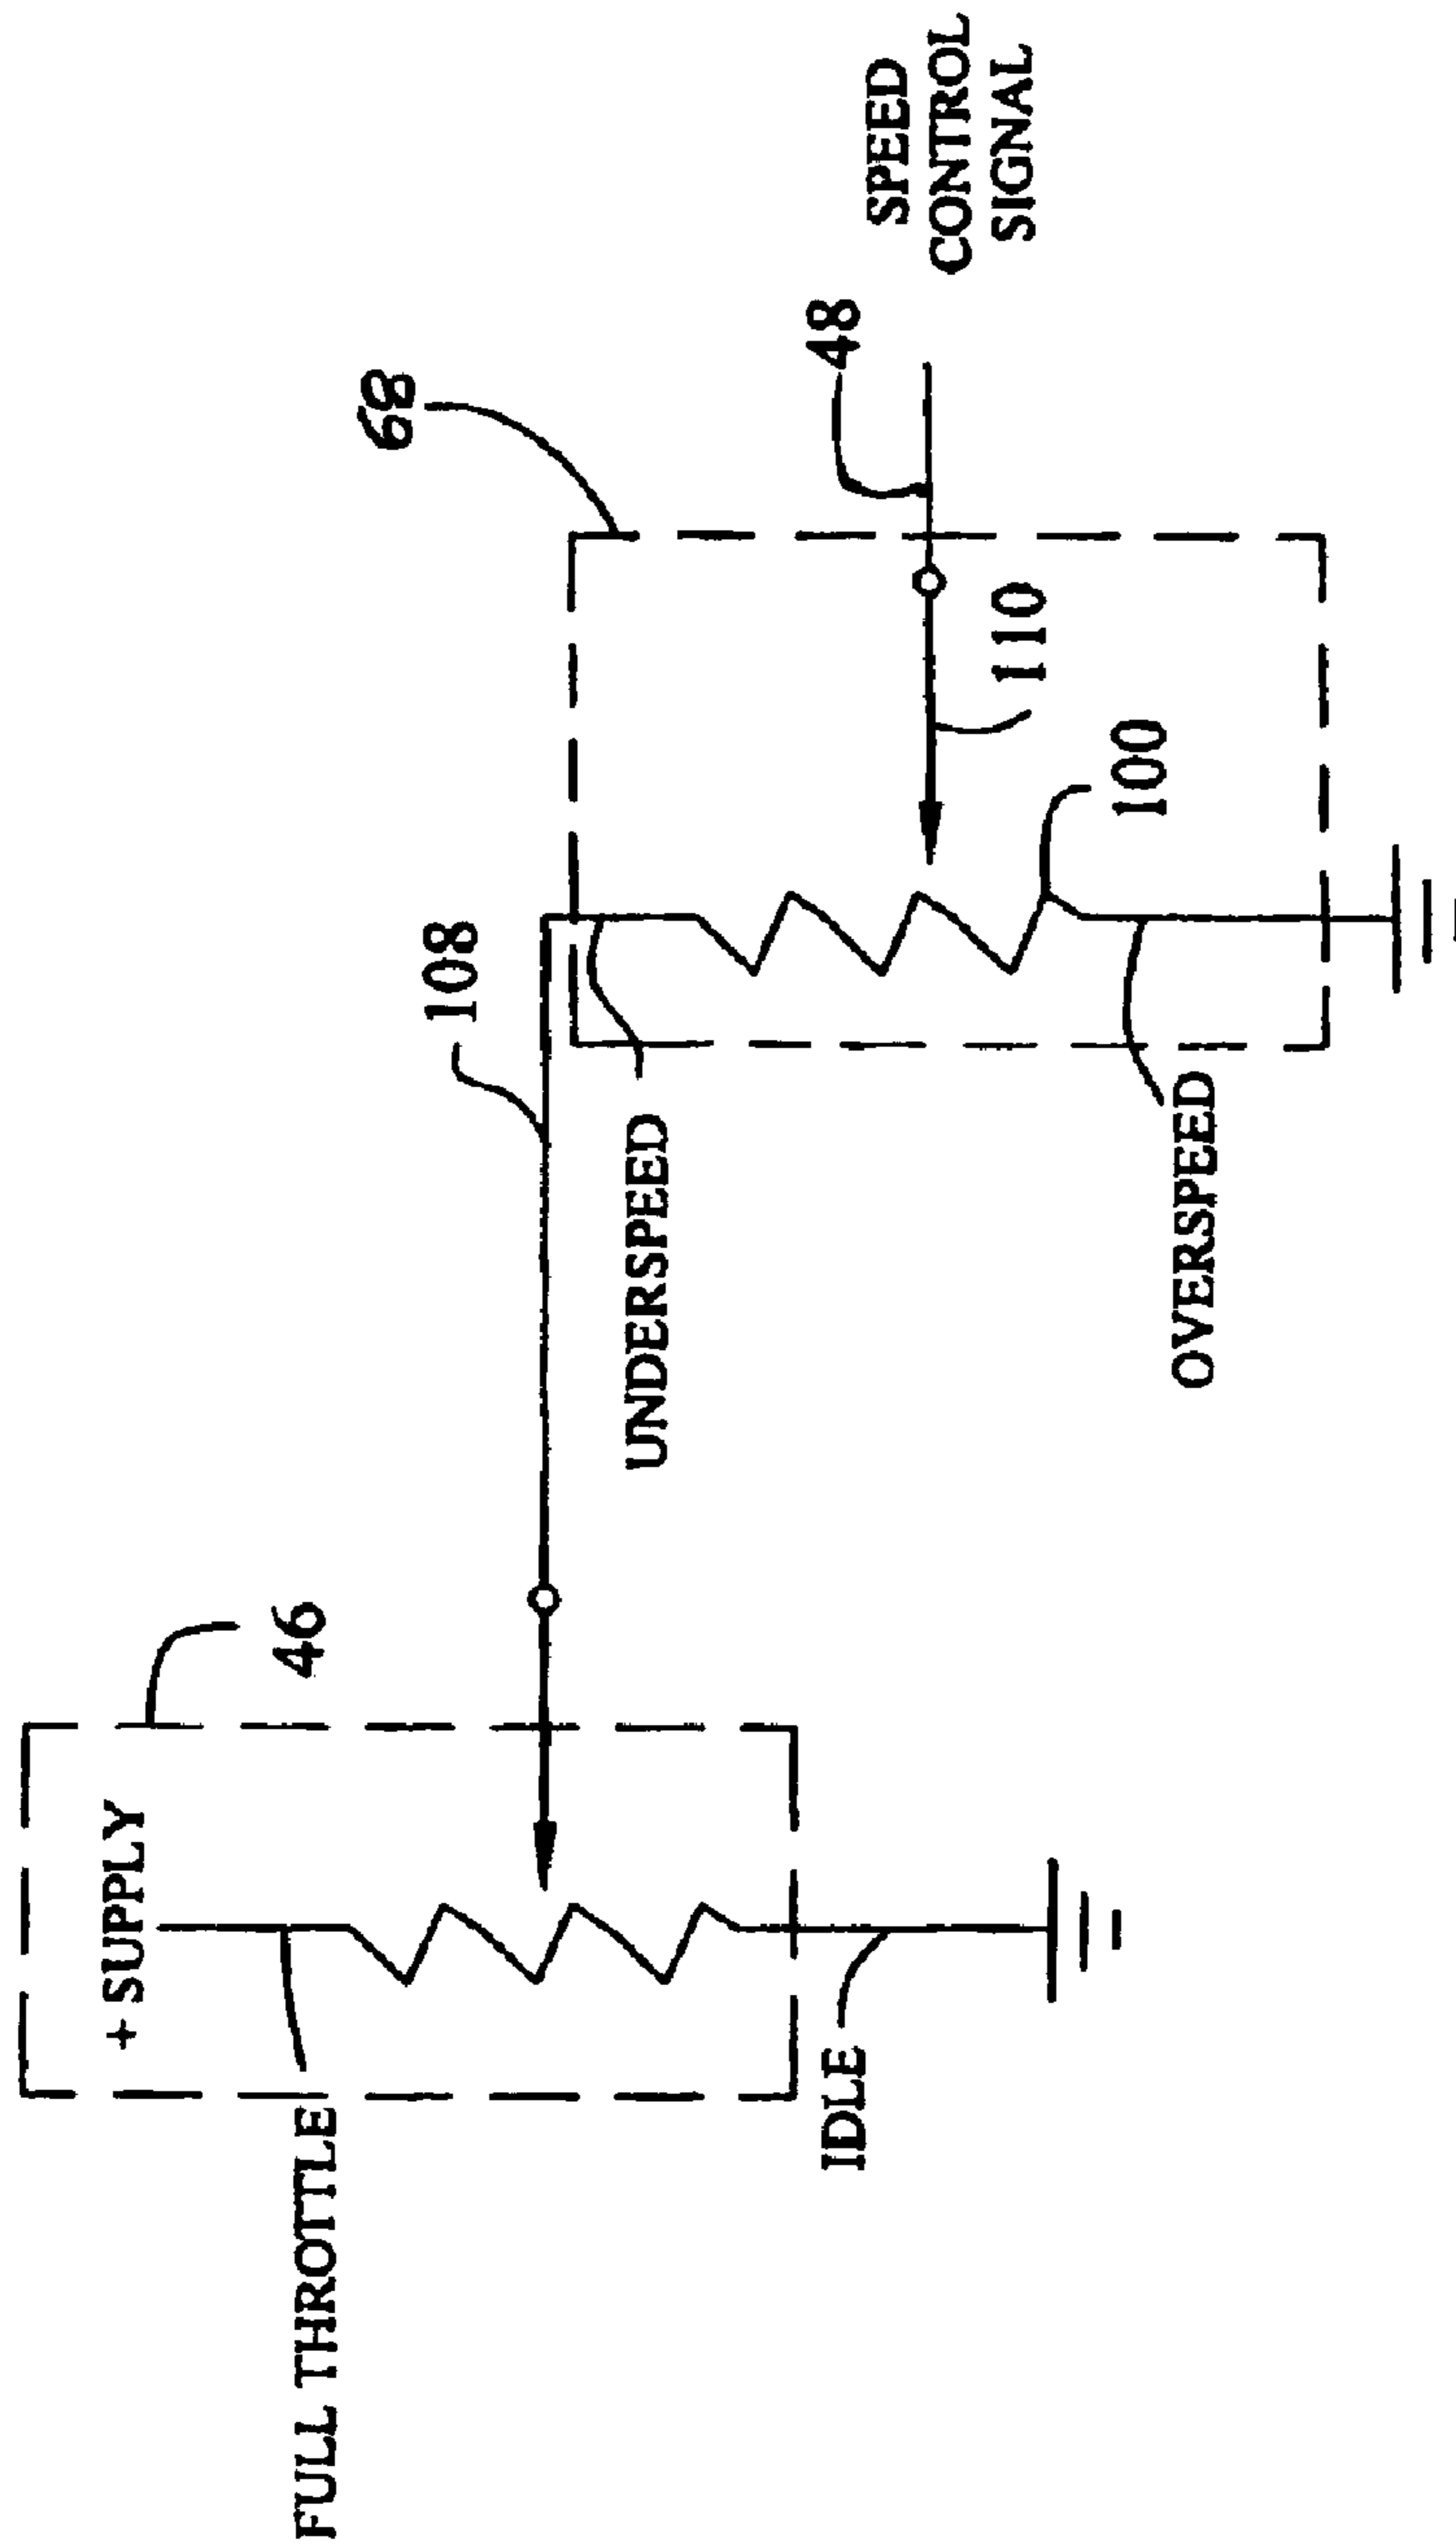 + SUPPLY
46
FULL THROTTLE
68
108
UNDERSPEED
48
IDLE
SPEED
CONTROL
SIGNAL
110
100
OVERSPEED